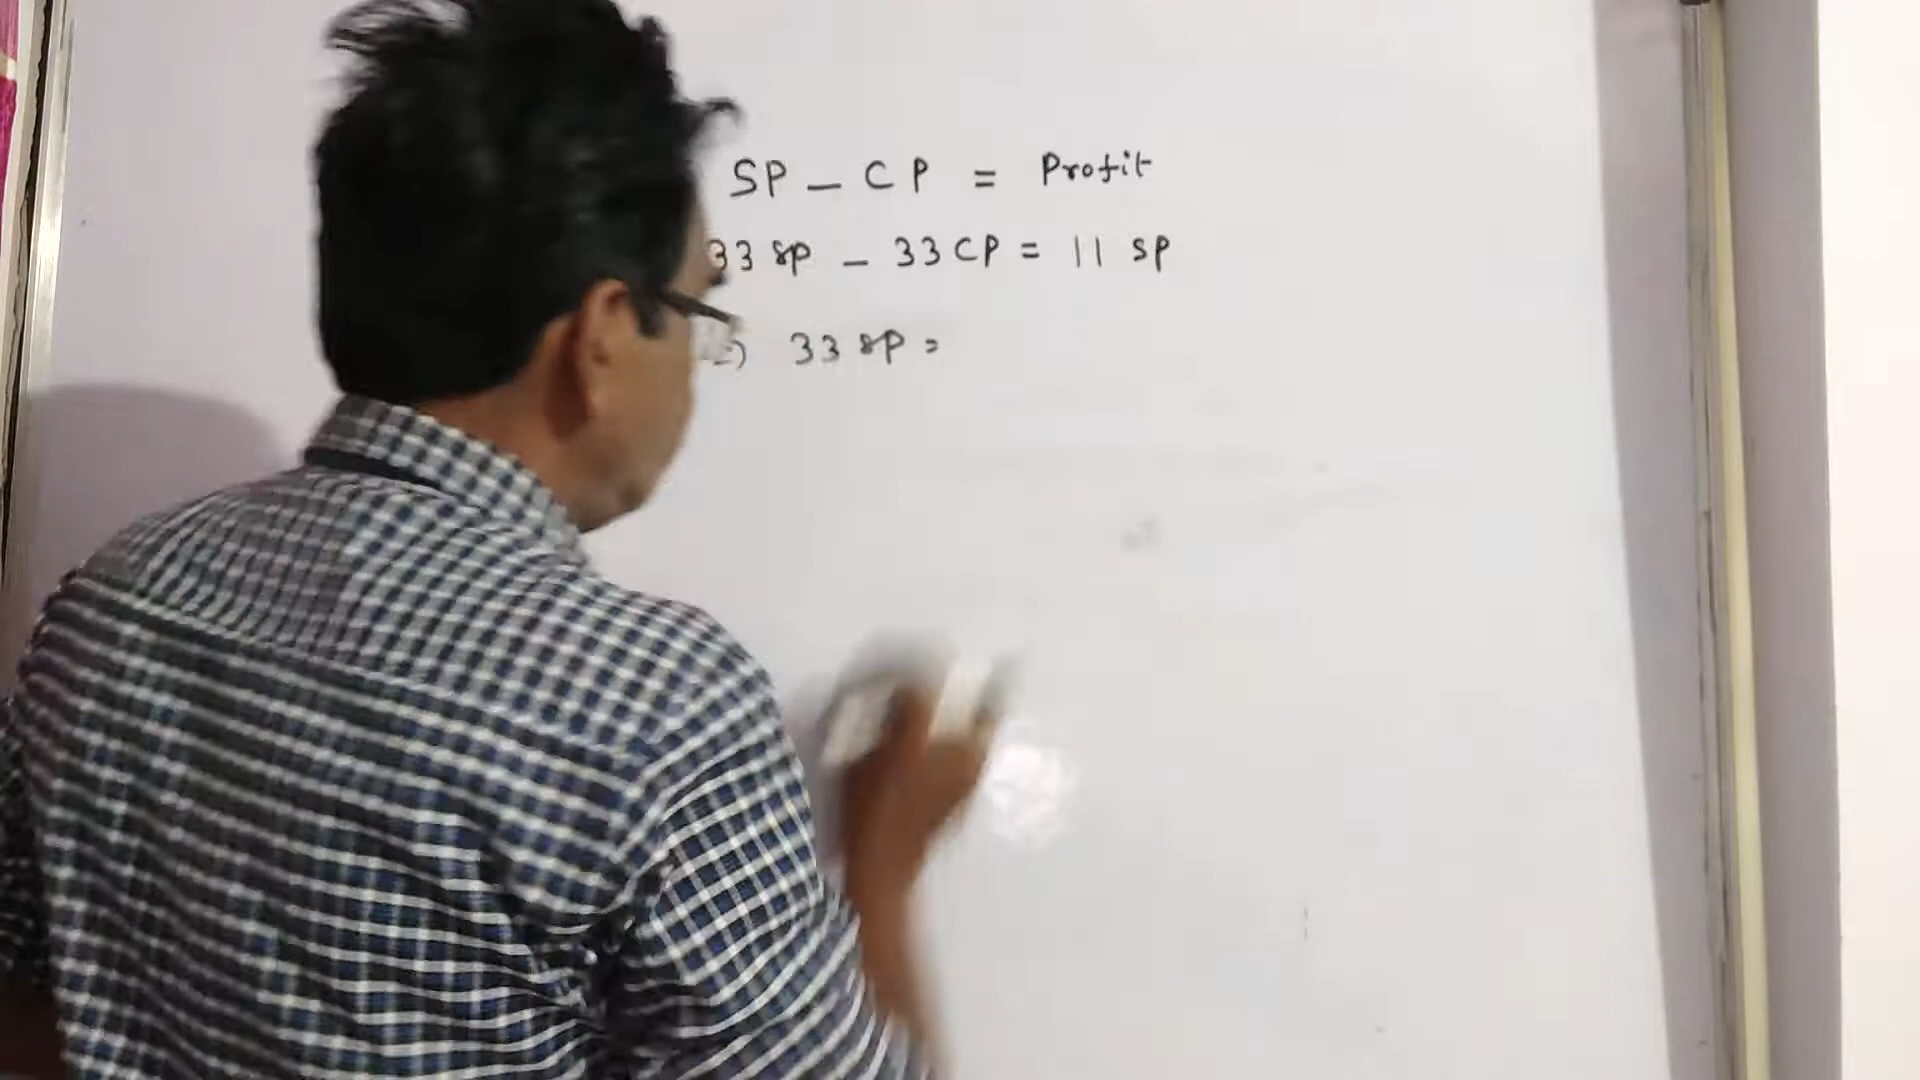 SP - CP = Profit
33 SP - 33 CP = 11 SP
33 SP =